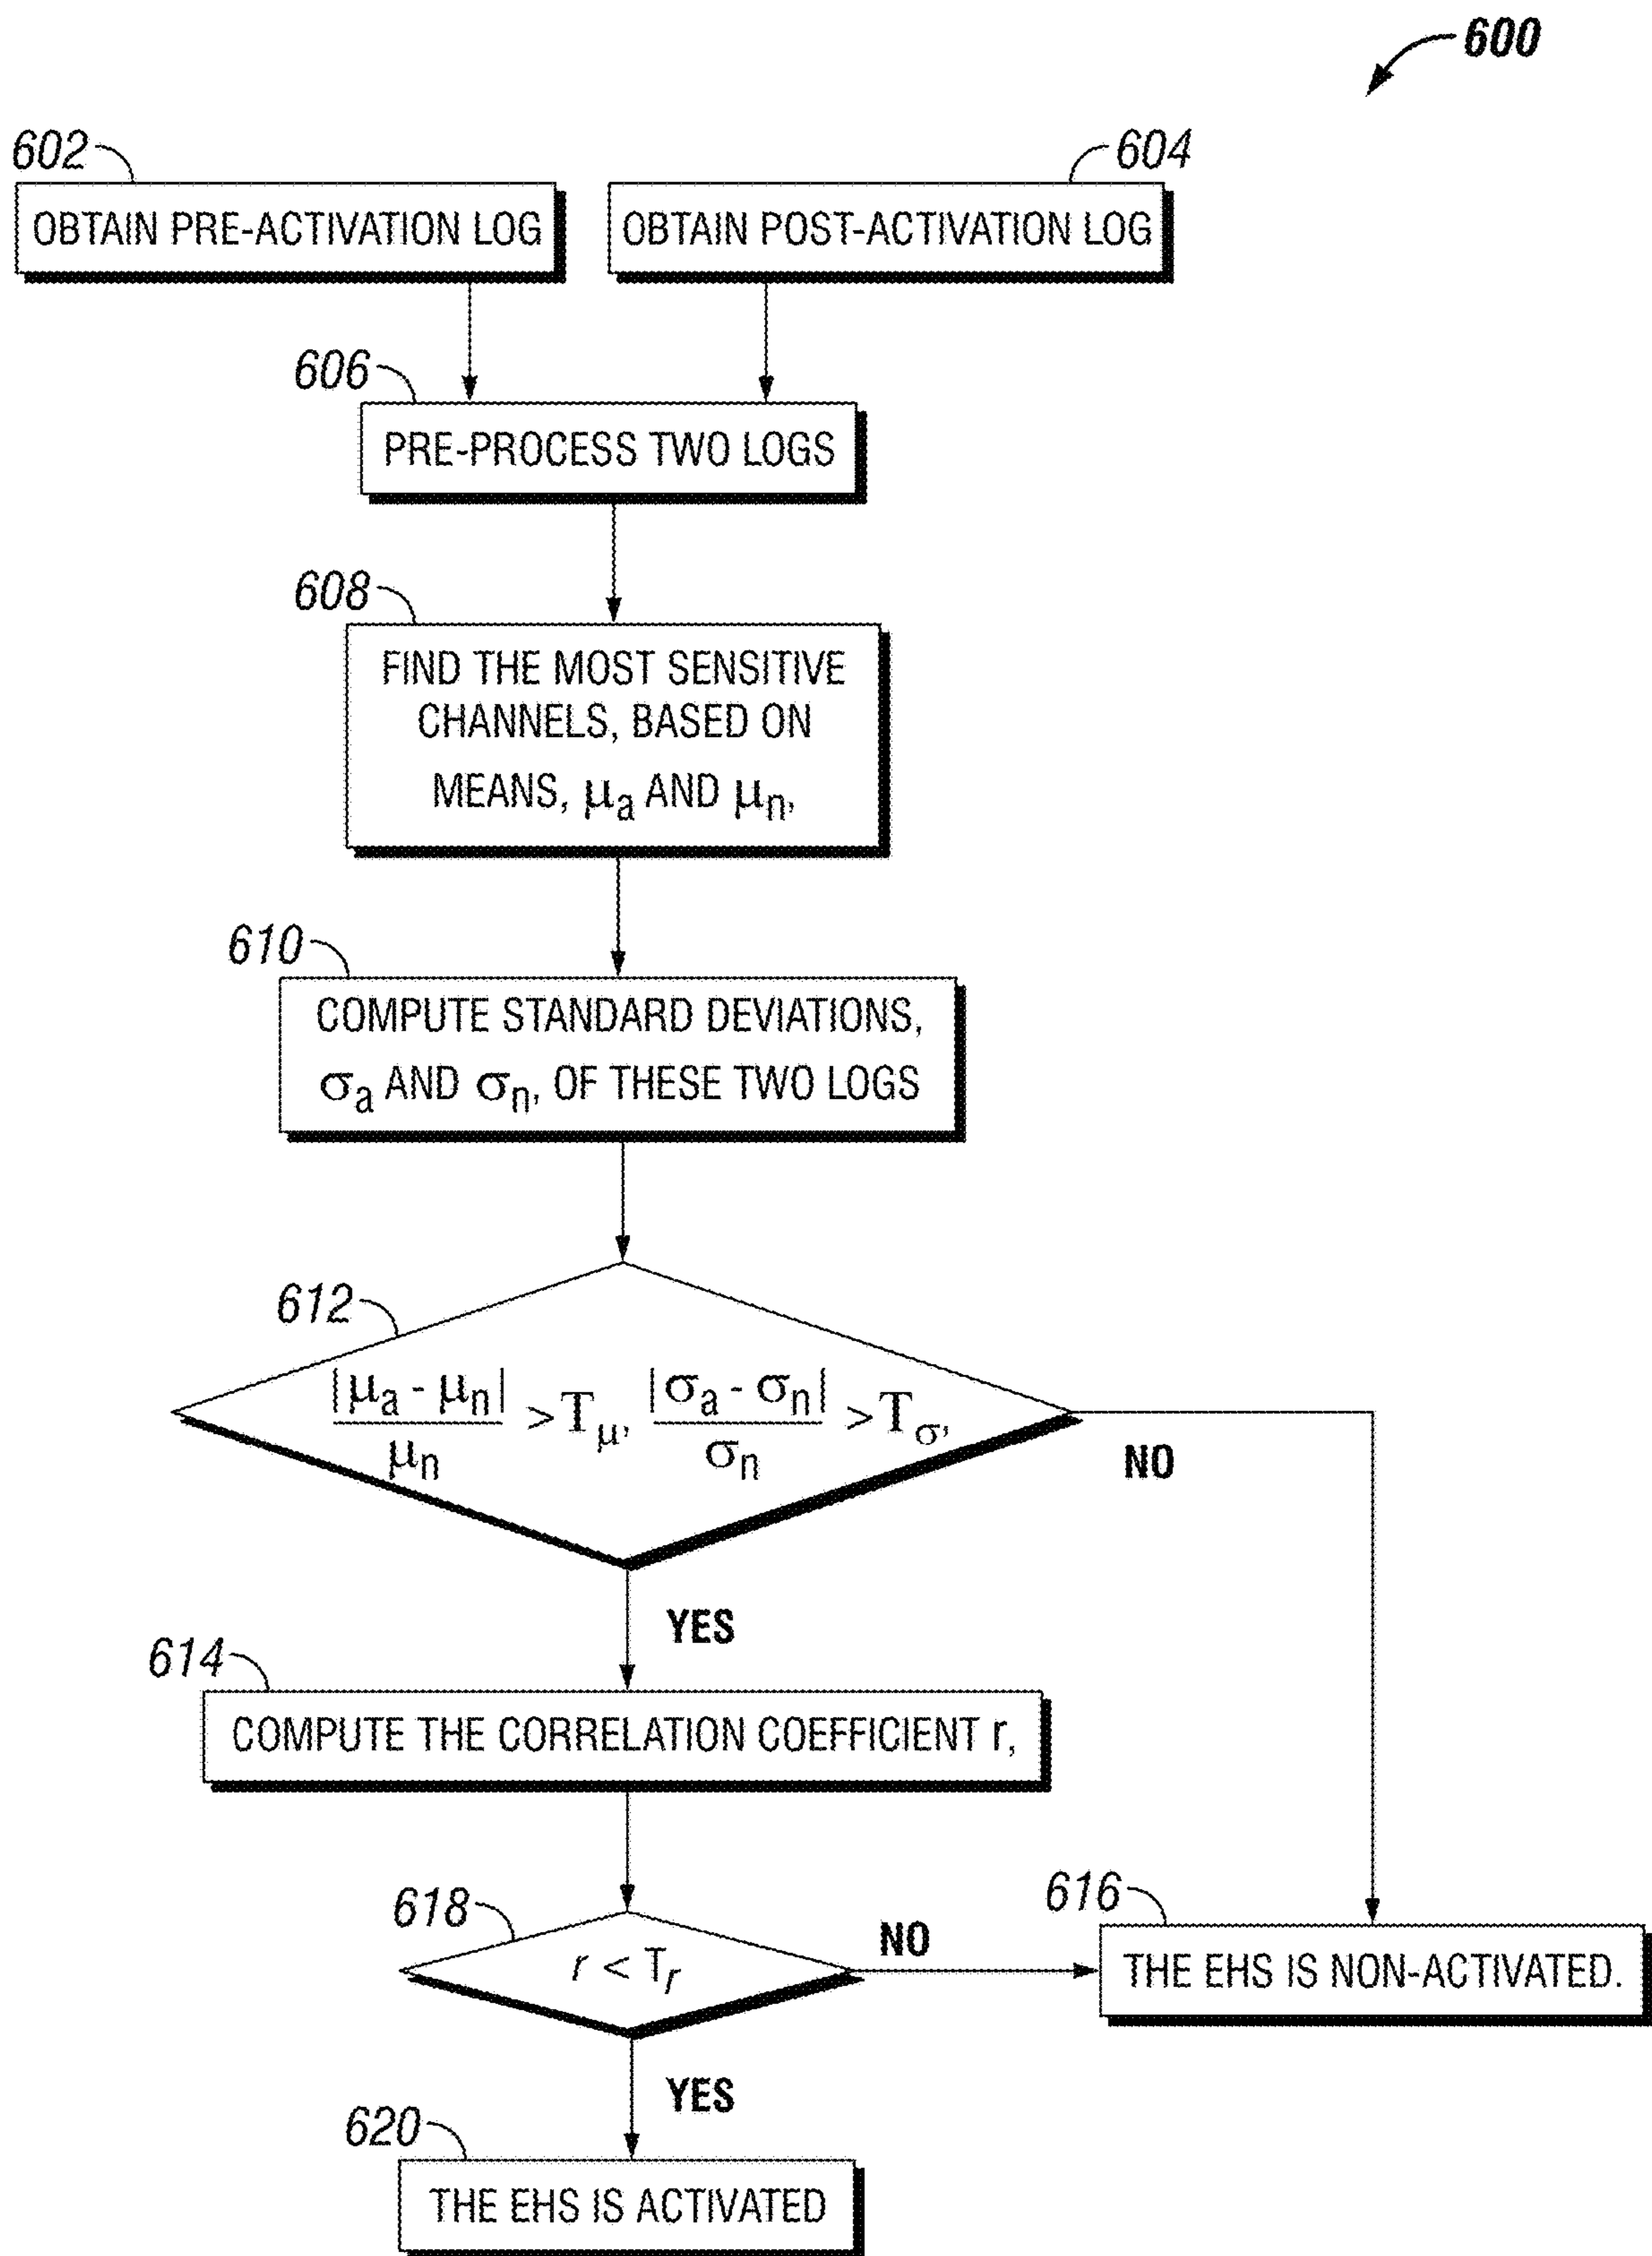 600
602
604
OBTAIN PRE-ACTIVATION LOG
OBTAIN POST-ACTIVATION LOG
606
PRE-PROCESS TWO LOGS
608
FIND THE MOST SENSITIVE
CHANNELS, BASED ON
MEANS, μa AND μn,
610
COMPUTE STANDARD DEVIATIONS,
σa AND σn, OF THESE TWO LOGS
612
|μa - μn| / μn > Tμ, |σa - σn| / σn > Tσ,
NO
YES
614
COMPUTE THE CORRELATION COEFFICIENT r,
618
r < Tr
NO
616
THE EHS IS NON-ACTIVATED.
YES
620
THE EHS IS ACTIVATED